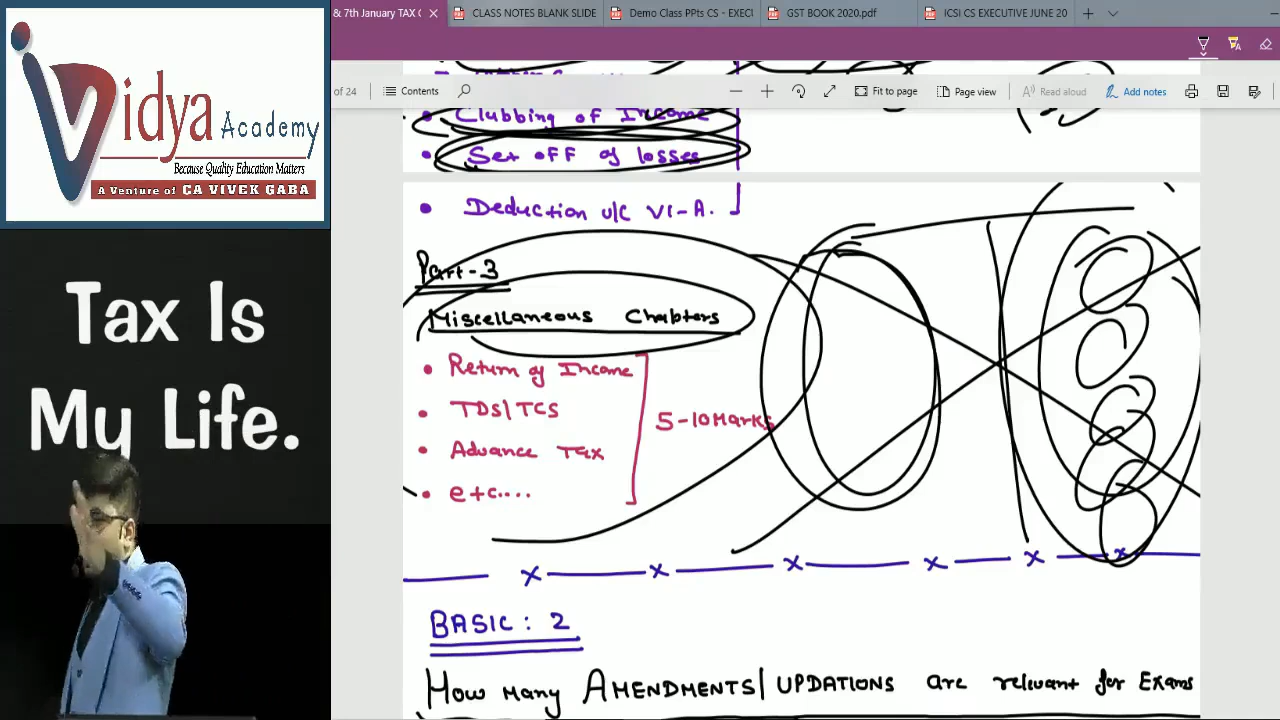 & 7th January TAX C
CLASS NOTES BLANK SLIDE
Demo Class PPts CS - EXECI
GST BOOK 2020.pdf
ICSI CS EXECUTIVE JUNE 20
of 24
Contents
Fit to page
Page view
Read aloud
Add notes
Vidya Academy
Because Quality Education Matters
A Venture of CA VIVEK GABA
Tax Is
My Life.
• Clubbing of Income
• Set OFF of losses
• Deduction u/c VI-A.
Part-3
Miscellaneous Chapters
• Return of Income
• TDS/TCS
• Advance Tax
• etc....
5-10 Marks
BASIC: 2
How many AMENDMENTS/ UPDATIONS are relevant for Exams